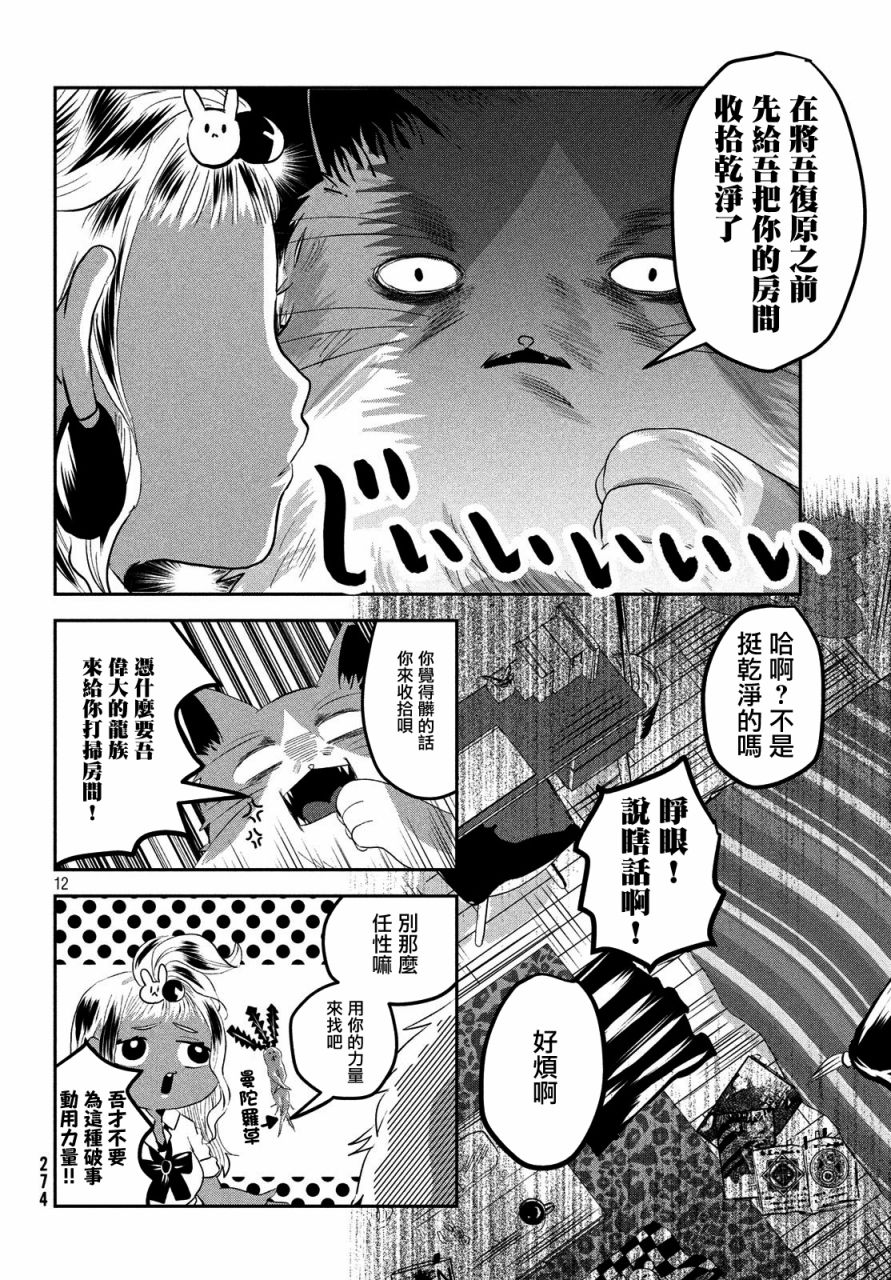 在將吾復原之前
先給吾把你的房間
收拾乾淨了
じいいいいい
哈啊？不是
挺乾淨的嗎
睜眼！
說瞎話啊！
好煩啊
你覺得髒的話
你來收拾唄
憑什麼要吾
偉大的龍族
來給你打掃房間！
12
別那麼
任性嘛
用你的力量
來找吧
曼陀羅草
吾才不要
為這種破事
動用力量!!
274